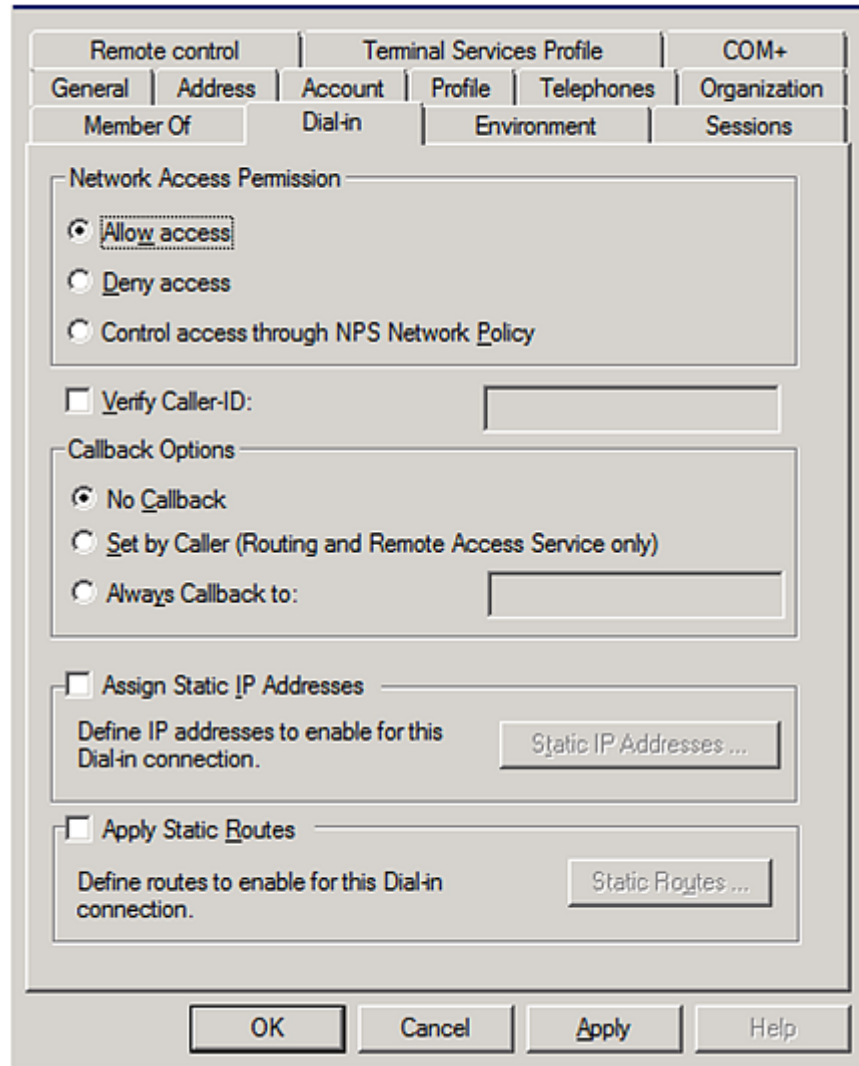 Remote control Terminal Services Profile COM+
General Address Account Profile Telephones Organization
Member Of Dial-in Environment Sessions
Network Access Permission
Allow access
Deny access
Control access through NPS Network Policy
Verify Caller-ID:
Callback Options
No Callback
Set by Caller (Routing and Remote Access Service only)
Always Callback to:
Assign Static IP Addresses
Define IP addresses to enable for this
Dial-in connection.
Static IP Addresses ...
Apply Static Routes
Define routes to enable for this Dial-in
connection.
Static Routes ...
OK Cancel Apply Help